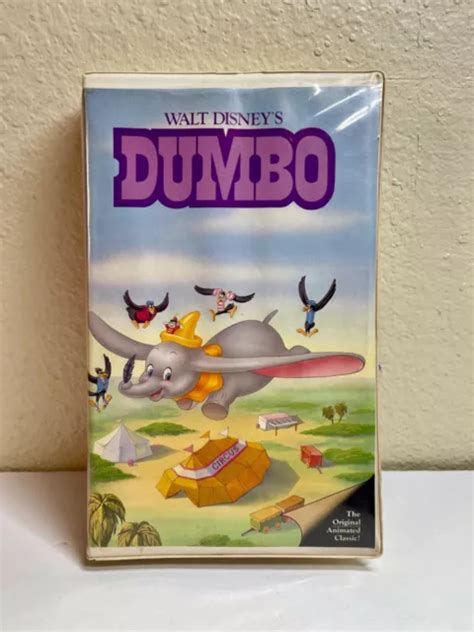 WALT DISNEY'S
DUMBO
CIRCUS
The
Original
Animated
Classic!